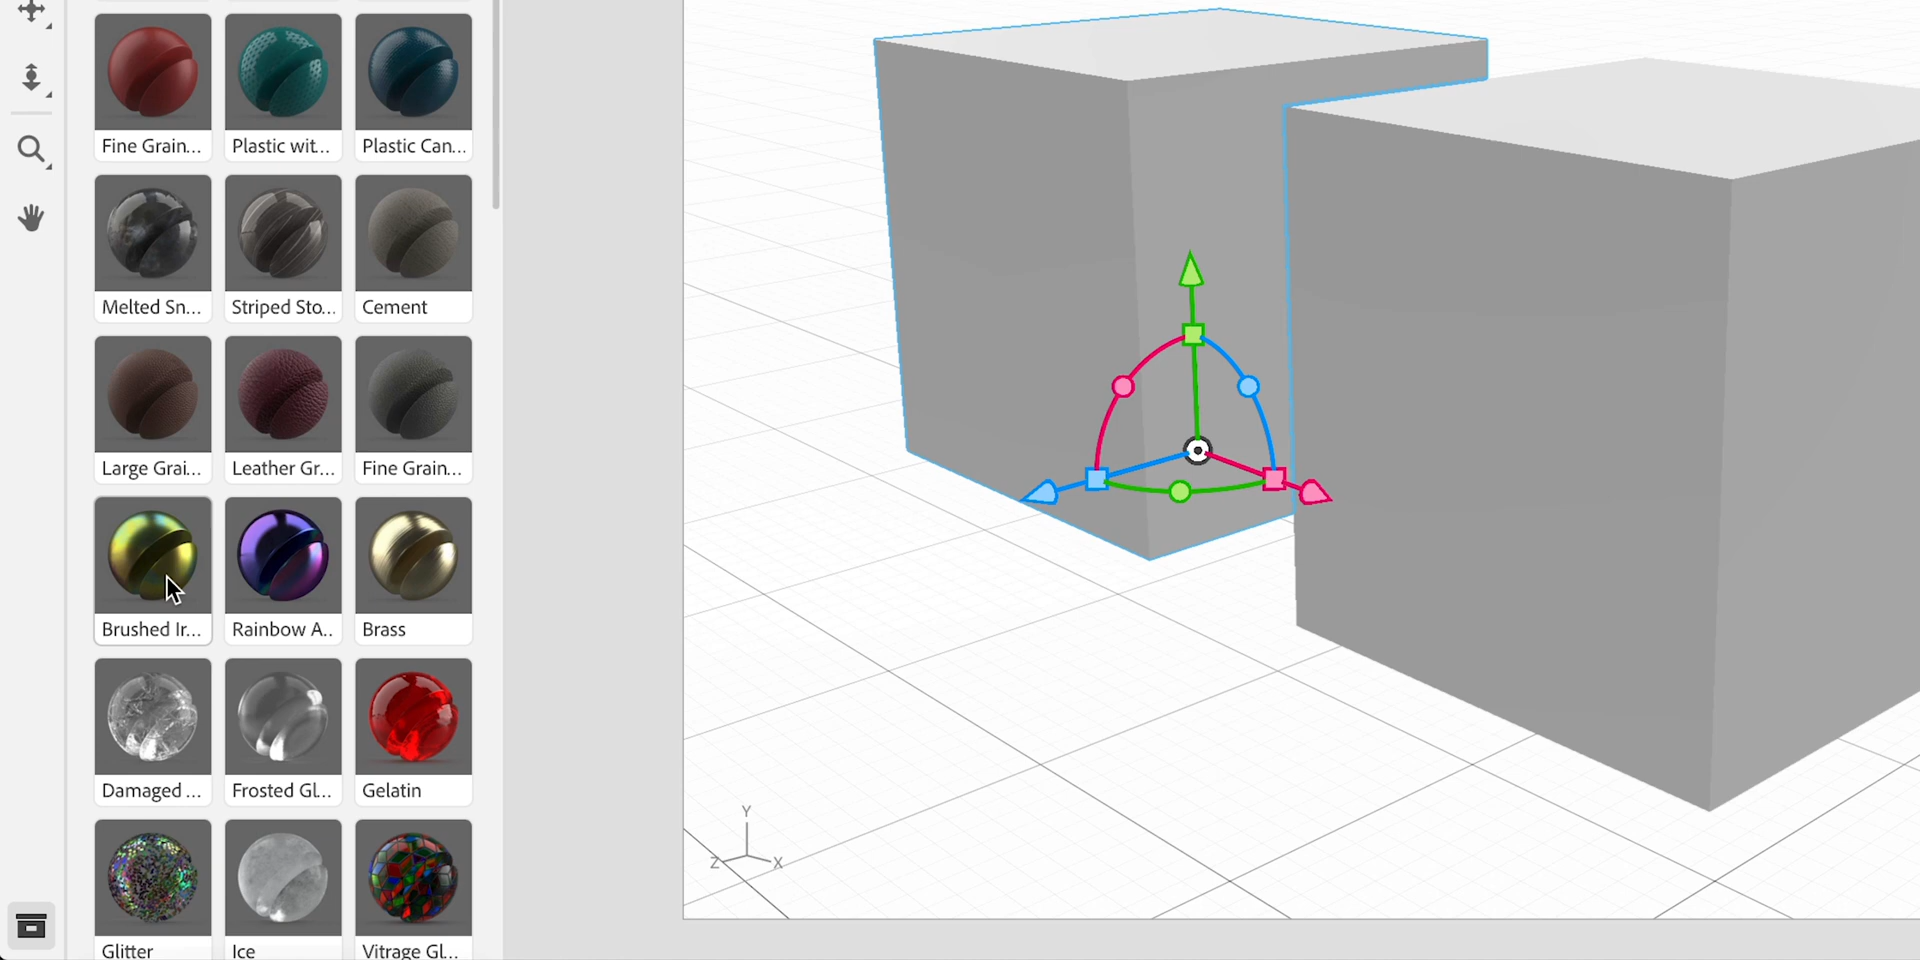 Fine Grain...
Plastic wit...
Plastic Can...
Melted Sn...
Striped Sto...
Cement
Large Grai...
Leather Gr...
Fine Grain...
Brushed Ir...
Rainbow A..
Brass
Damaged ...
Frosted Gl...
Gelatin
Glitter
Ice
Vitrage Gl...
Y
Z
X